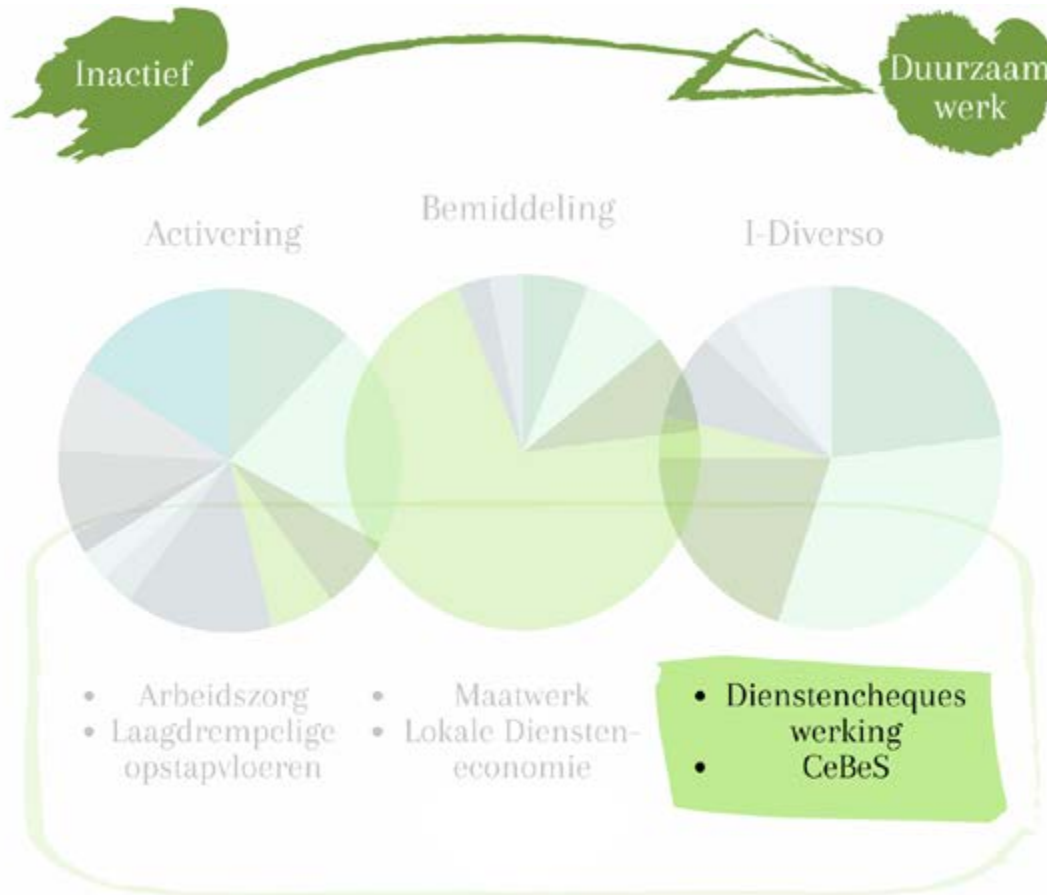 Inactief
Duurzaam
werk
Activering
Bemiddeling
I-Diverso
• Arbeidszorg
• Laagdrempelige
opstapvloeren
• Maatwerk
• Lokale Diensten-
economie
• Dienstencheques
werking
• CeBeS